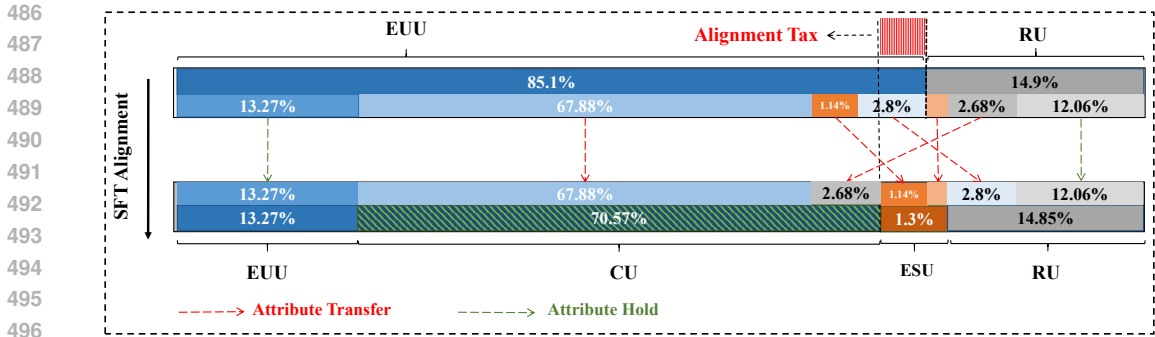 486
487
488
489
490
491
492
493
494
495
496
EUU
Alignment Tax
RU
85.1%
14.9%
13.27%
67.88%
1.14%
2.8%
2.68%
12.06%
SFT Alignment
13.27%
67.88%
2.68%
1.14%
2.8%
12.06%
13.27%
70.57%
1.3%
14.85%
EUU
CU
ESU
RU
Attribute Transfer
Attribute Hold